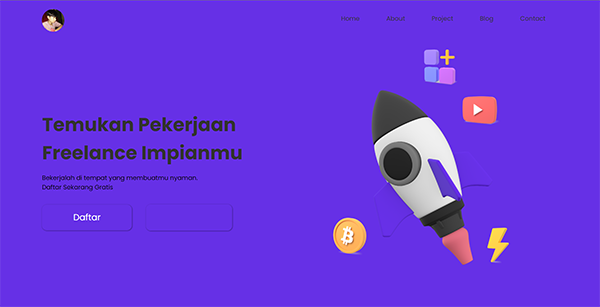 Home
About
Project
Blog
Contact
Temukan Pekerjaan
Freelance Impianmu
Bekerjalah di tempat yang membuatmu nyaman.
Daftar Sekarang Gratis
Daftar